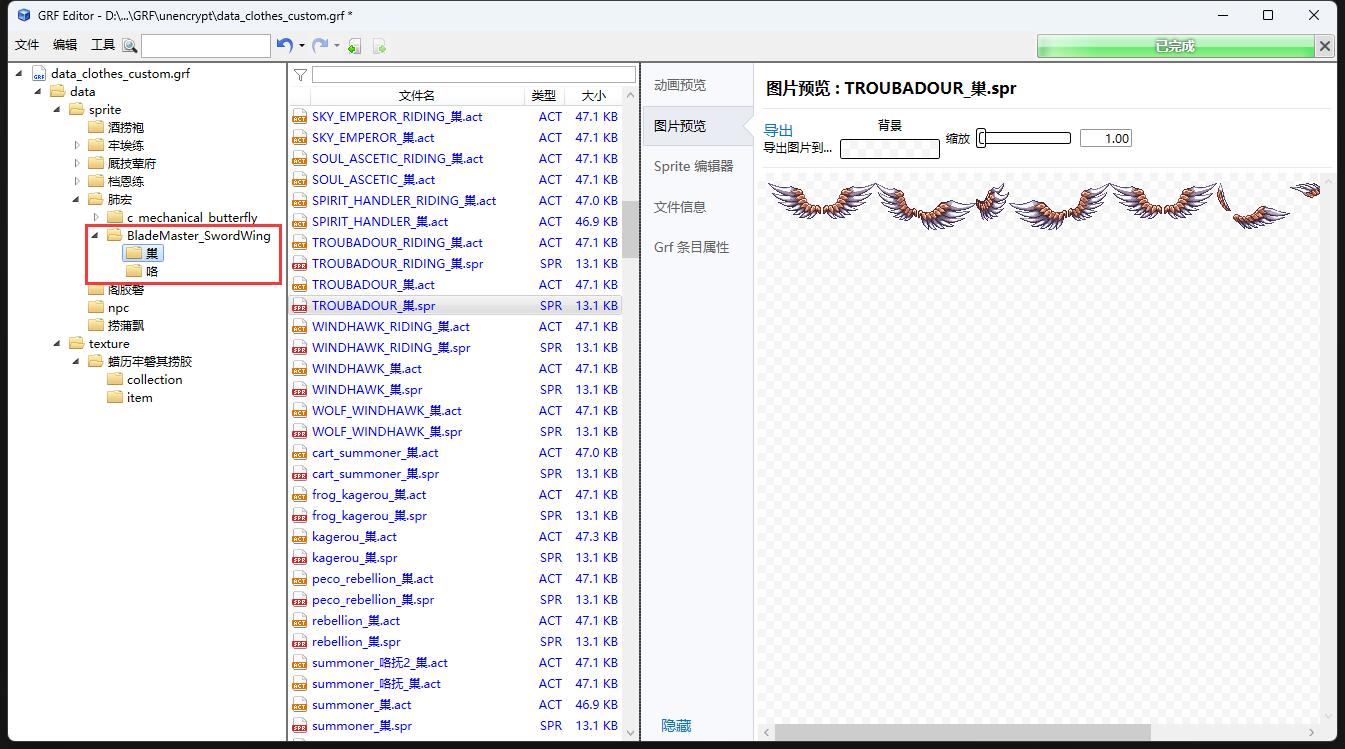 GRF Editor - D:\...\GRF\unencrypt\data_clothes_custom.grf *
文件 编辑 工具
已完成
data_clothes_custom.grf
data
sprite
酒捞袍
牢埃练
厩技荤府
档恩练
肺宏
c_mechanical_butterfly
BladeMaster_SwordWing
巢
咯
阁胶磐
npc
捞蒲飘
texture
蜡历牢磐其捞胶
collection
item
文件名 类型 大小
SKY_EMPEROR_RIDING_巢.act ACT 47.1 KB
SKY_EMPEROR_巢.act ACT 47.1 KB
SOUL_ASCETIC_RIDING_巢.act ACT 47.1 KB
SOUL_ASCETIC_巢.act ACT 47.1 KB
SPIRIT_HANDLER_RIDING_巢.act ACT 47.0 KB
SPIRIT_HANDLER_巢.act ACT 46.9 KB
TROUBADOUR_RIDING_巢.act ACT 47.1 KB
TROUBADOUR_RIDING_巢.spr SPR 13.1 KB
TROUBADOUR_巢.act ACT 47.1 KB
TROUBADOUR_巢.spr SPR 13.1 KB
WINDHAWK_RIDING_巢.act ACT 47.1 KB
WINDHAWK_RIDING_巢.spr SPR 13.1 KB
WINDHAWK_巢.act ACT 47.1 KB
WINDHAWK_巢.spr SPR 13.1 KB
WOLF_WINDHAWK_巢.act ACT 47.1 KB
WOLF_WINDHAWK_巢.spr SPR 13.1 KB
cart_summoner_巢.act ACT 47.0 KB
cart_summoner_巢.spr SPR 13.1 KB
frog_kagerou_巢.act ACT 47.1 KB
frog_kagerou_巢.spr SPR 13.1 KB
kagerou_巢.act ACT 47.3 KB
kagerou_巢.spr SPR 13.1 KB
peco_rebellion_巢.act ACT 47.1 KB
peco_rebellion_巢.spr SPR 13.1 KB
rebellion_巢.act ACT 47.1 KB
rebellion_巢.spr SPR 13.1 KB
summoner_咯抚2_巢.act ACT 47.1 KB
summoner_咯抚_巢.act ACT 47.1 KB
summoner_巢.act ACT 46.9 KB
summoner_巢.spr SPR 13.1 KB
动画预览
图片预览
Sprite 编辑器
文件信息
Grf 条目属性
隐藏
图片预览 : TROUBADOUR_巢.spr
导出
导出图片到...
背景
缩放 1.00